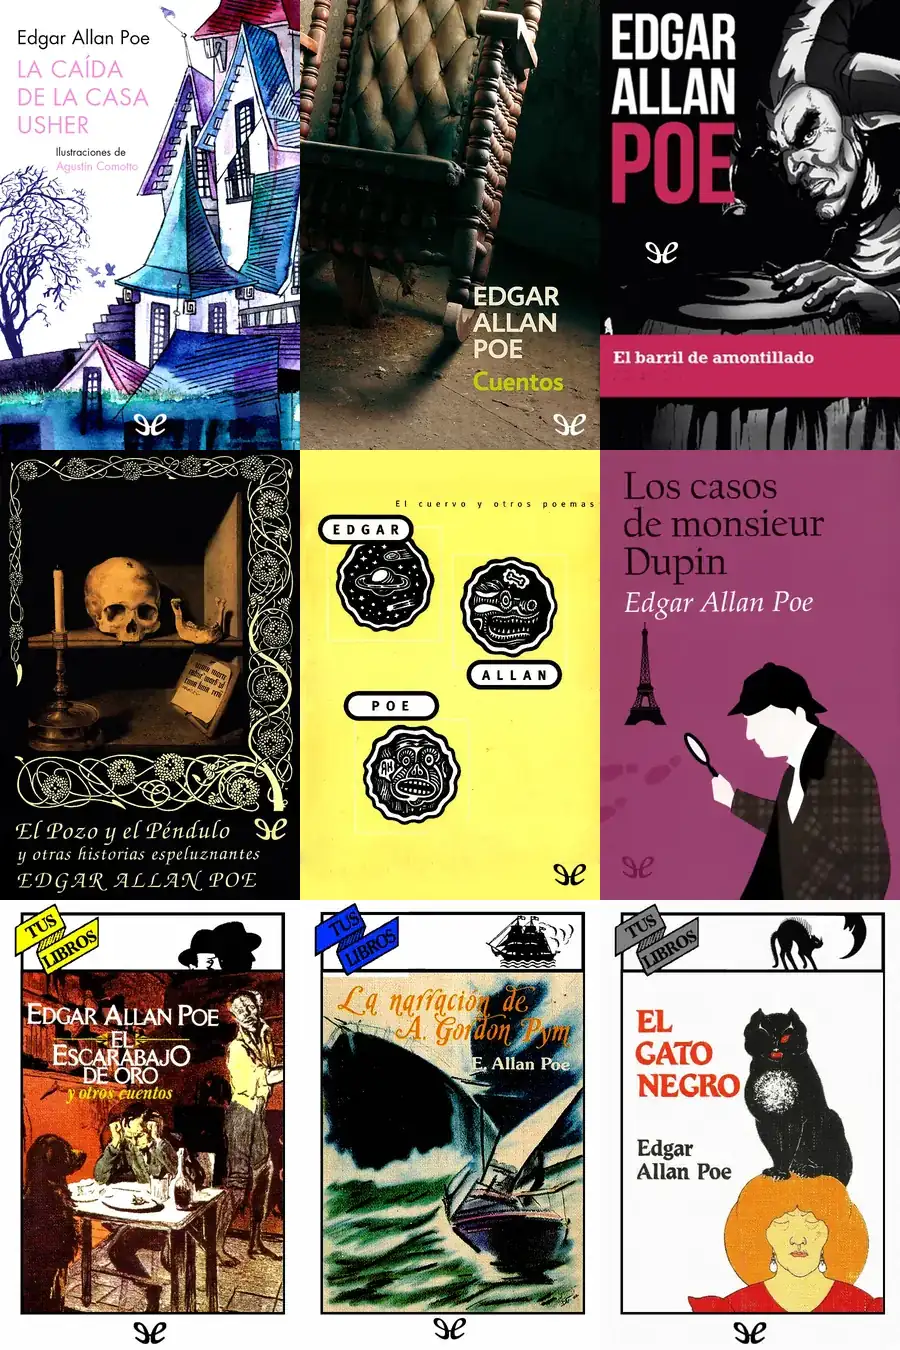 Edgar Allan Poe
LA CAÍDA
DE LA CASA
USHER
Ilustraciones de
Agustín Comotto
EDGAR
ALLAN
POE
Cuentos
EDGAR
ALLAN
POE
El barril de amontillado
El Pozo y el Péndulo
y otras historias espeluznantes
EDGAR ALLAN POE
El cuervo y otros poemas
EDGAR
ALLAN
POE
Los casos
de monsieur
Dupin
Edgar Allan Poe
TUS
LIBROS
EDGAR ALLAN POE
EL
ESCARABAJO
DE ORO
y otros cuentos
TUS
LIBROS
La narración de
A. Gordon Pym
E. Allan Poe
TUS
LIBROS
EL
GATO
NEGRO
Edgar
Allan Poe